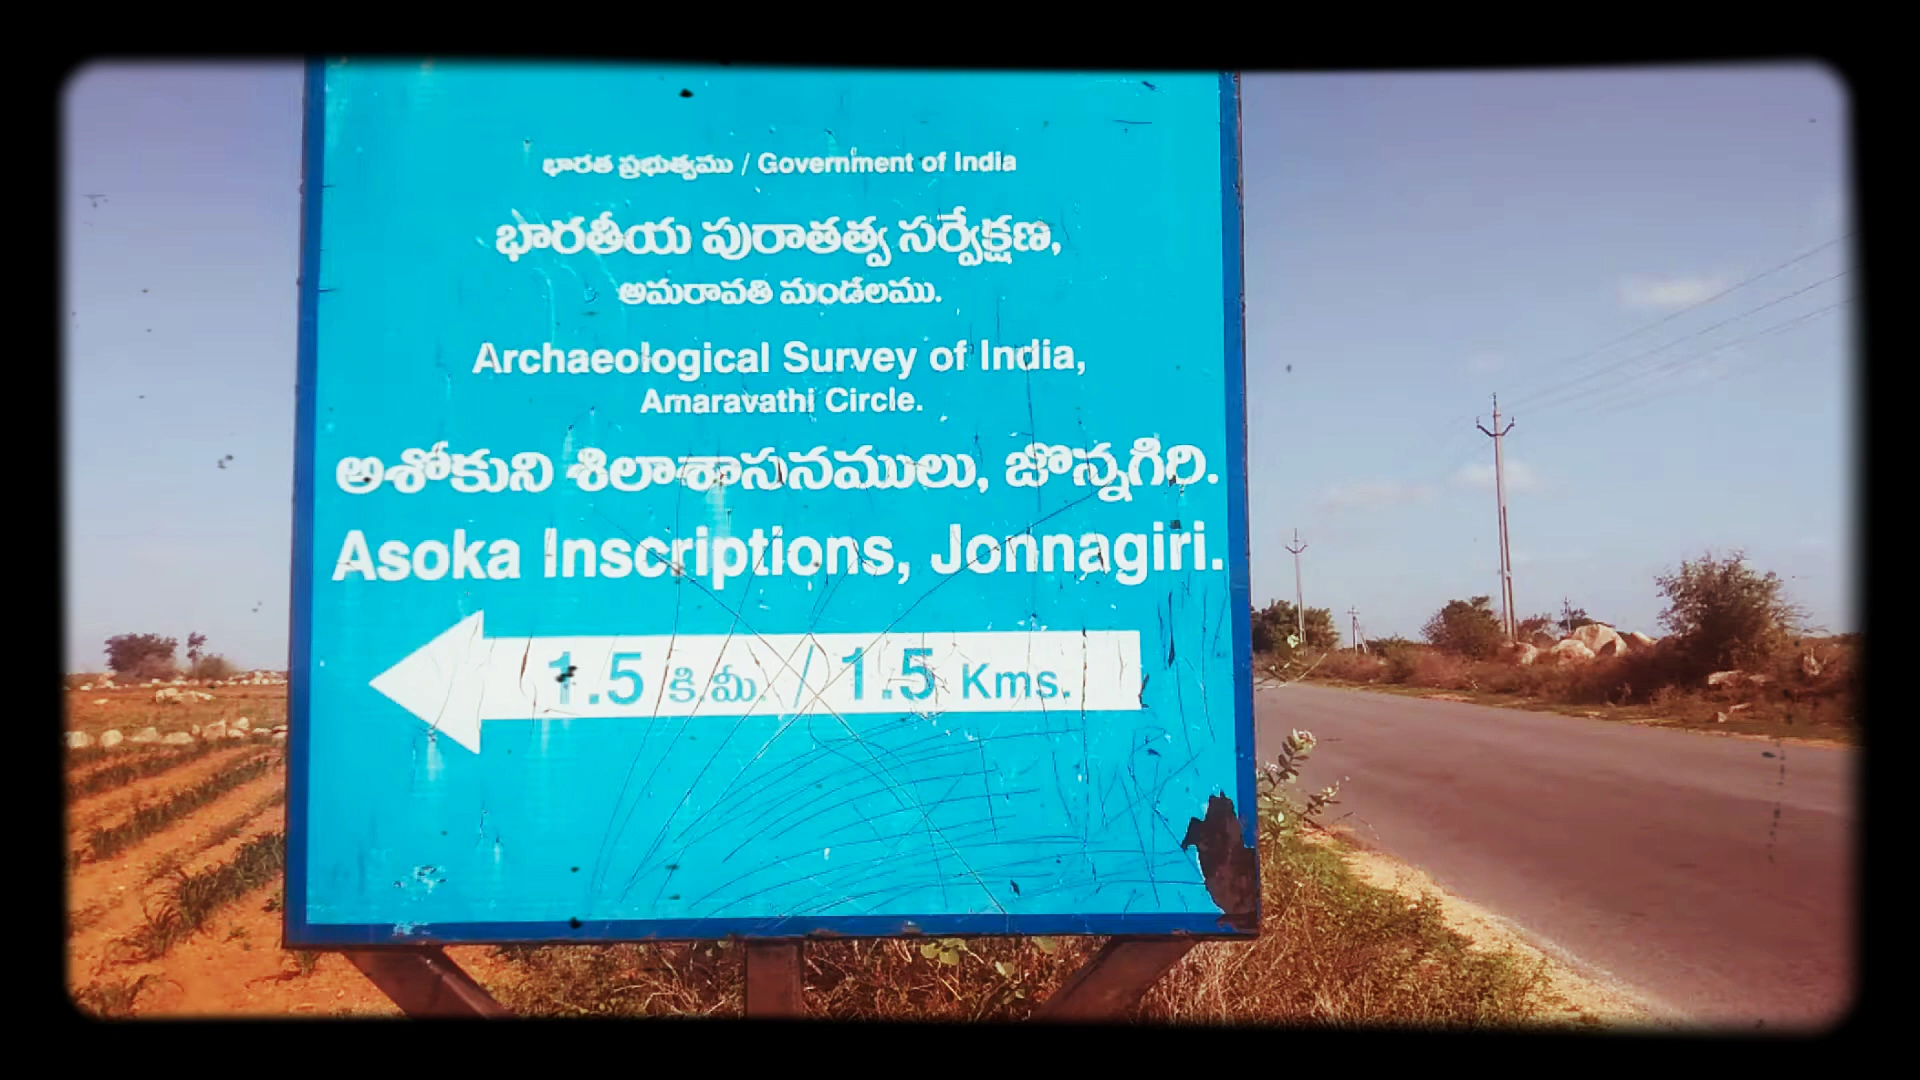 భారత ప్రభుత్వము / Government of India
భారతీయ పురాతత్వ సర్వేక్షణ,
అమరావతి మండలము.
Archaeological Survey of India,
Amaravathi Circle.
అశోకుని శిలాశాసనములు, జొన్నగిరి.
Asoka Inscriptions, Jonnagiri.
1.5 కి.మీ. / 1.5 Kms.